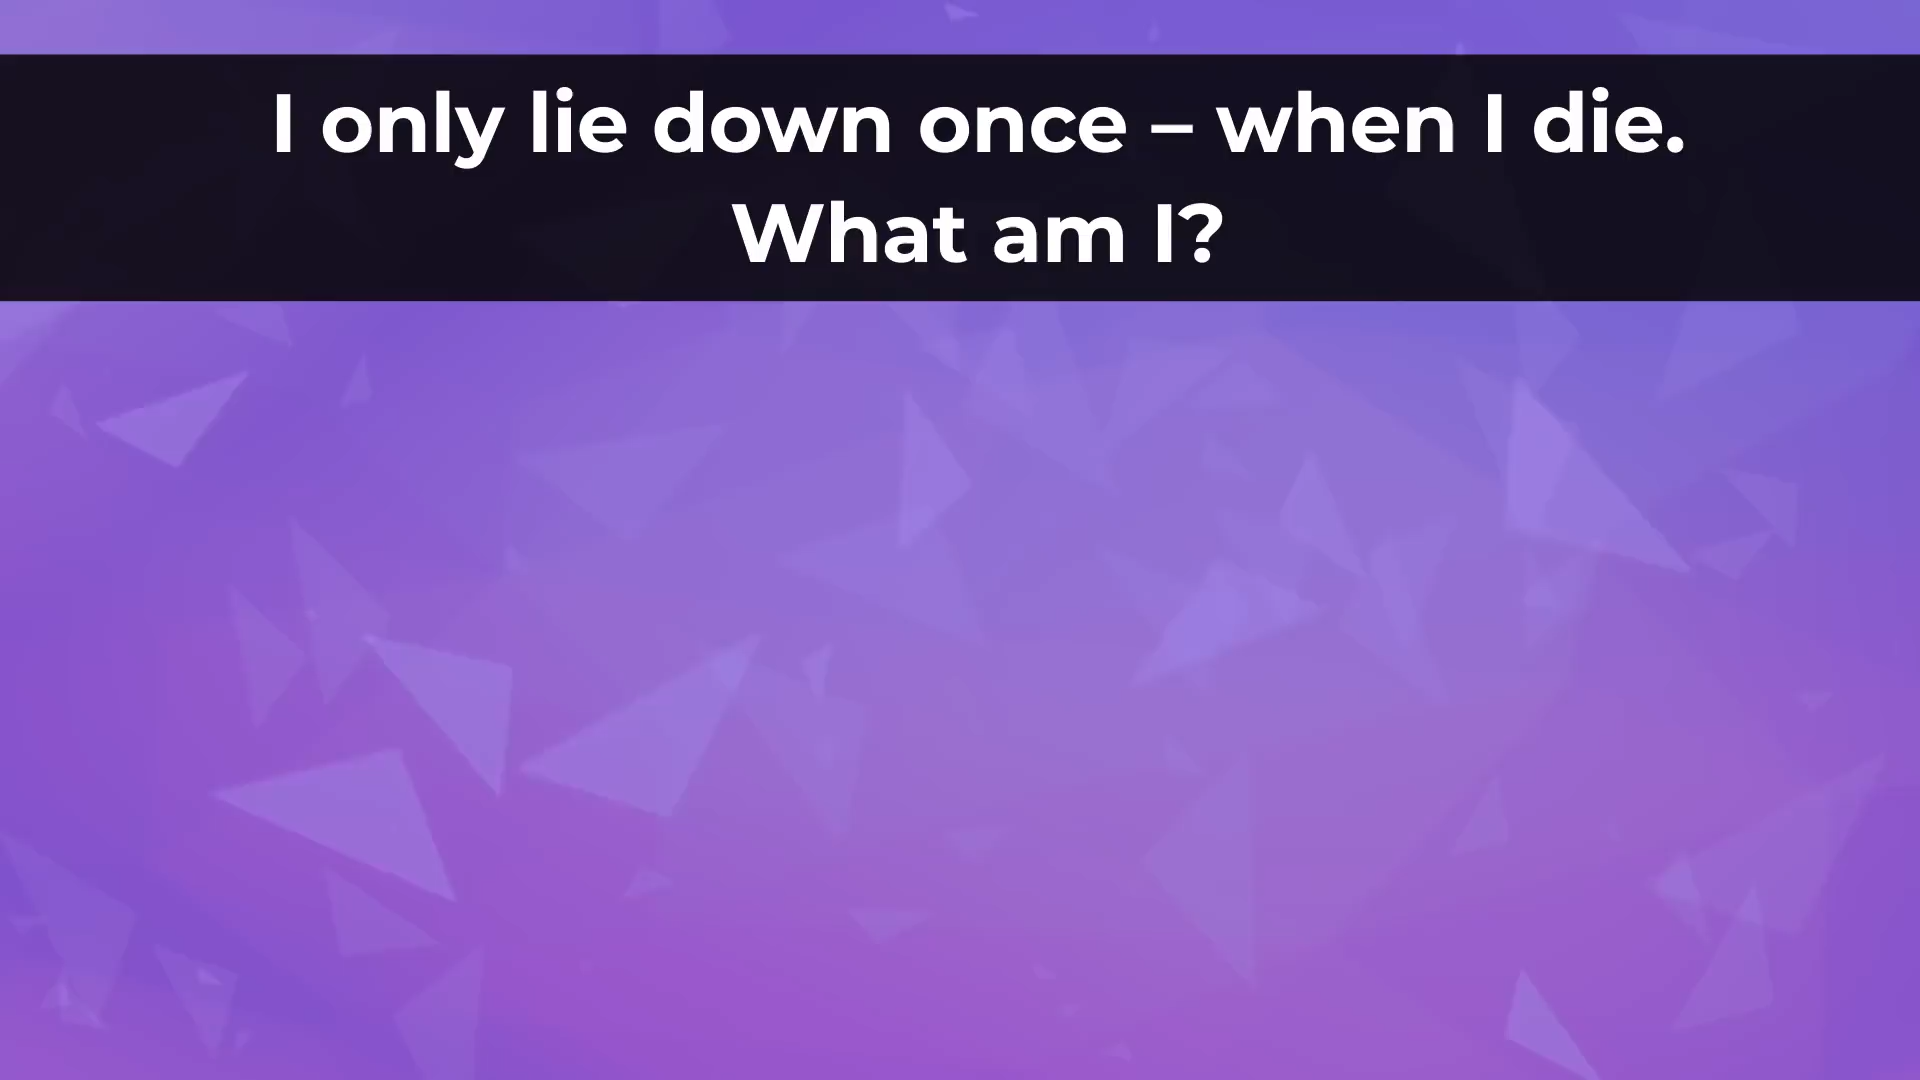 I only lie down once – when I die.
What am I?